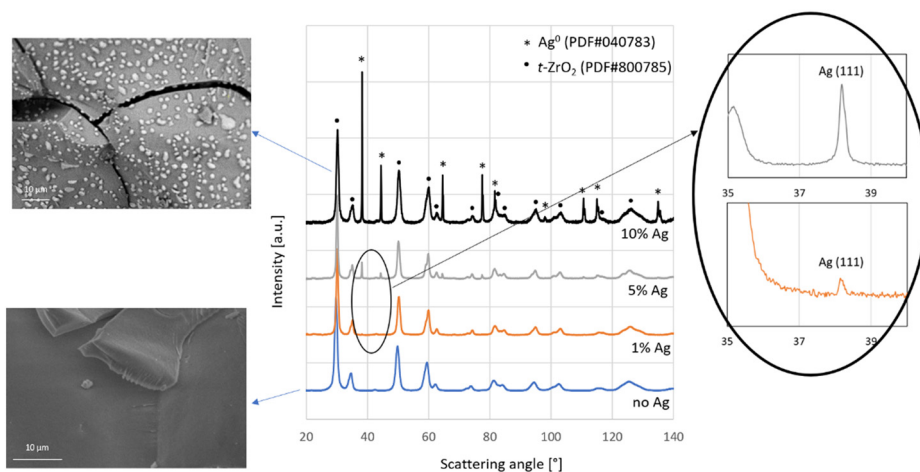 10 μm
10 μm
* Ag⁰ (PDF#040783)
• t-ZrO₂ (PDF#800785)
Intensity [a.u.]
10% Ag
5% Ag
1% Ag
no Ag
20 40 60 80 100 120 140
Scattering angle [°]
Ag (111)
35 37 39
Ag (111)
35 37 39